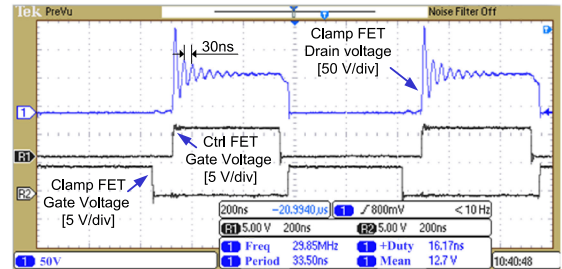 Tek PreVu Noise Filter Off
T
30ns
Clamp FET
Drain voltage
[50 V/div]
1
Ctrl FET
Gate Voltage
[5 V/div]
R1
R2
Clamp FET
Gate Voltage
[5 V/div]
200ns -20.9940µs 1 800mV < 10 Hz
R1 5.00 V 200ns R2 5.00 V 200ns
1 Freq 29.85MHz 1 +Duty 16.17ns
1 Period 33.50ns 1 Mean 12.7 V
1 50V 10:40:48